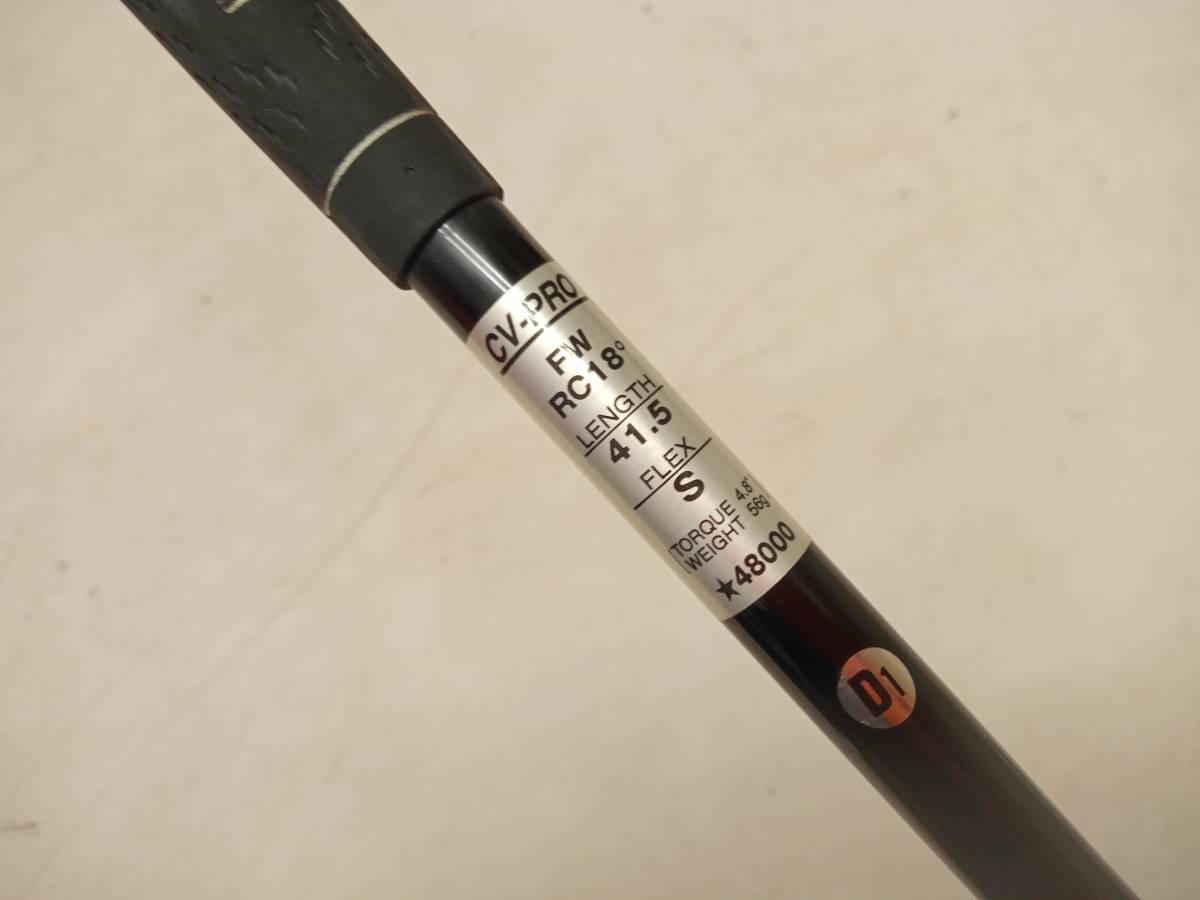 CV-PRO
FW
RC18°
LENGTH
41.5
FLEX
S
TORQUE 4.8°
WEIGHT 56g
★48000
D1